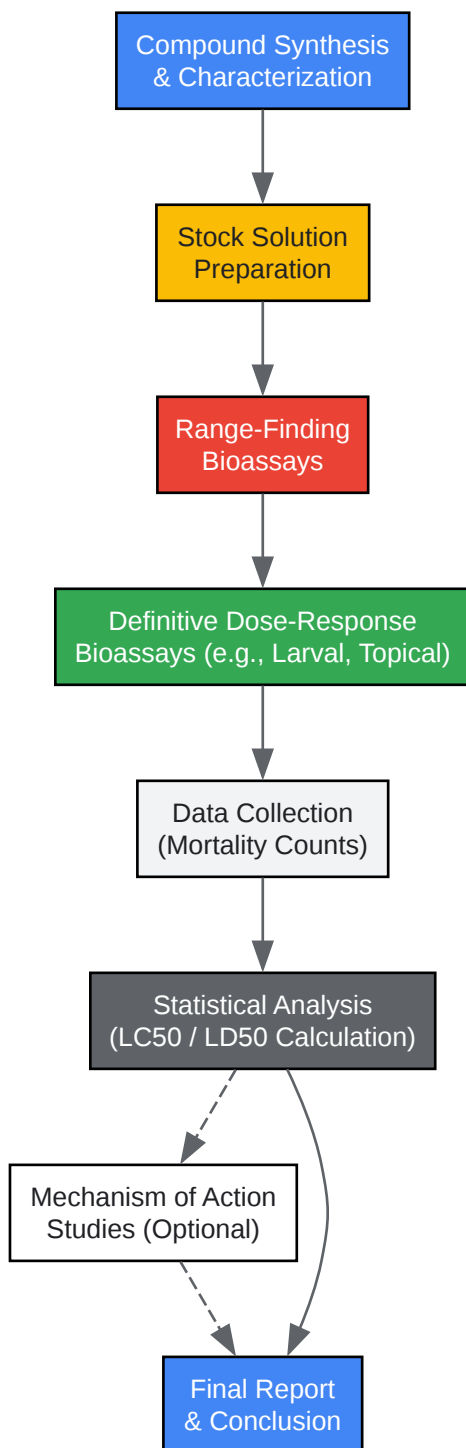 Compound Synthesis
& Characterization
Stock Solution
Preparation
Range-Finding
Bioassays
Definitive Dose-Response
Bioassays (e.g., Larval, Topical)
Data Collection
(Mortality Counts)
Statistical Analysis
(LC50 / LD50 Calculation)
Mechanism of Action
Studies (Optional)
Final Report
& Conclusion